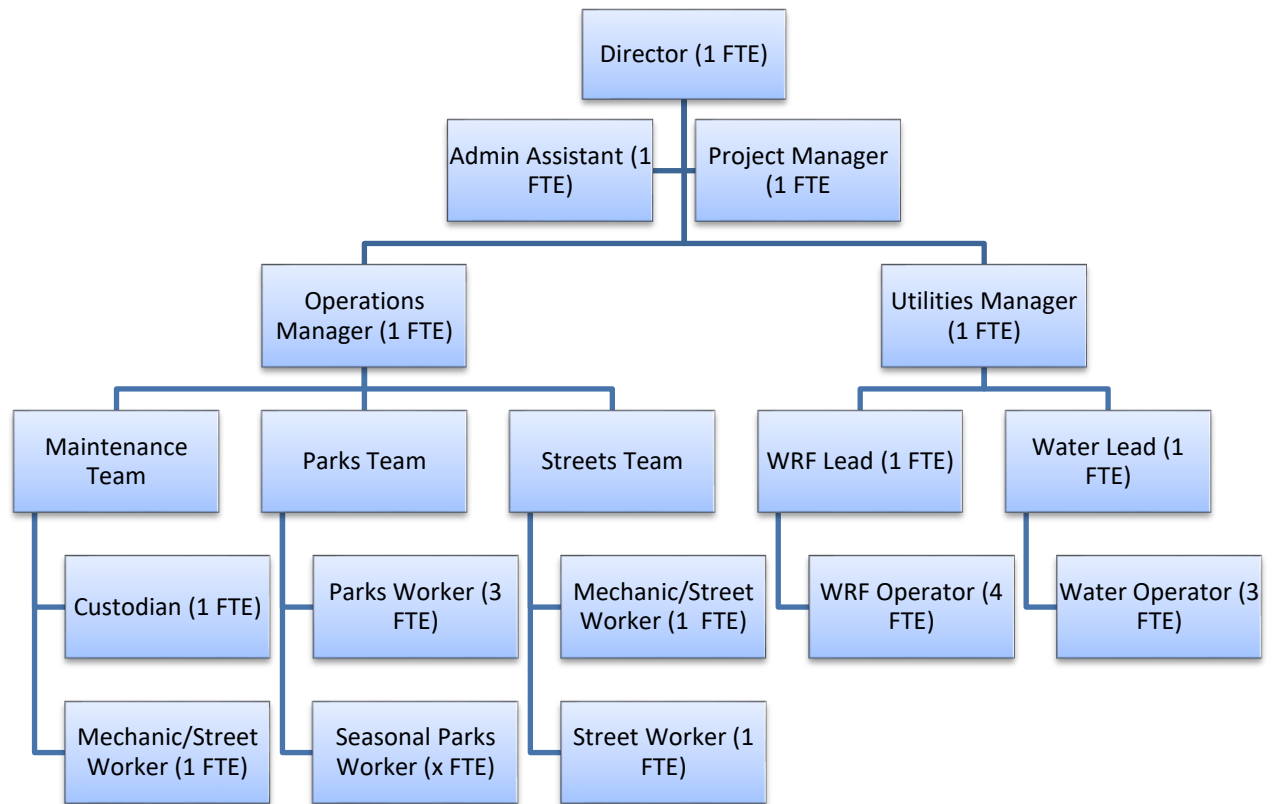 Director (1 FTE)
Admin Assistant (1
FTE)
Project Manager
(1 FTE
Operations
Manager (1 FTE)
Utilities Manager
(1 FTE)
Maintenance
Team
Parks Team
Streets Team
WRF Lead (1 FTE)
Water Lead (1
FTE)
Custodian (1 FTE)
Parks Worker (3
FTE)
Mechanic/Street
Worker (1  FTE)
WRF Operator (4
FTE)
Water Operator (3
FTE)
Mechanic/Street
Worker (1 FTE)
Seasonal Parks
Worker (x FTE)
Street Worker (1
FTE)